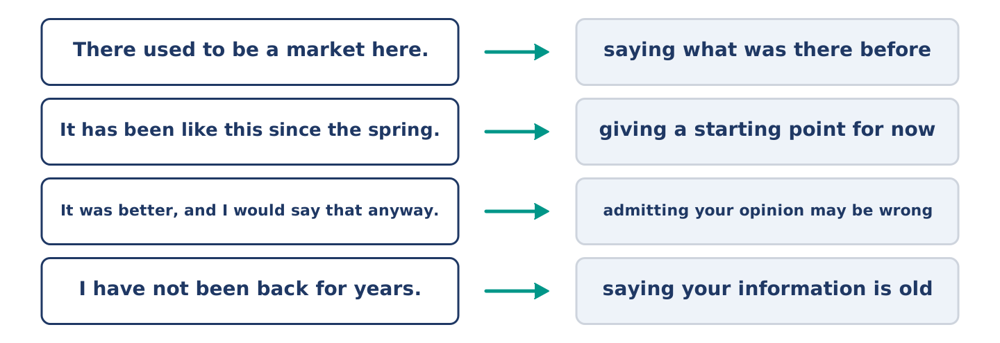 There used to be a market here.
saying what was there before
It has been like this since the spring.
giving a starting point for now
It was better, and I would say that anyway.
admitting your opinion may be wrong
I have not been back for years.
saying your information is old